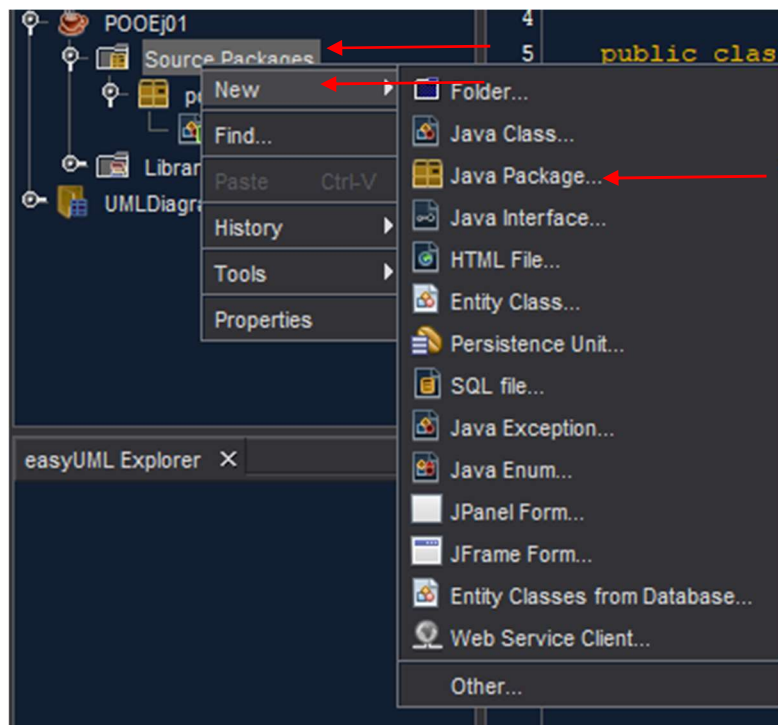 POOEj01
4
Source Packages
5 public clas
New
Folder...
Find...
Java Class...
Librar
Paste Ctrl-V
Java Package...
UMLDiagra
History
Java Interface...
Tools
HTML File...
Properties
Entity Class...
Persistence Unit...
SQL file...
Java Exception...
easyUML Explorer X
Java Enum...
JPanel Form...
JFrame Form...
Entity Classes from Database...
Web Service Client...
Other...